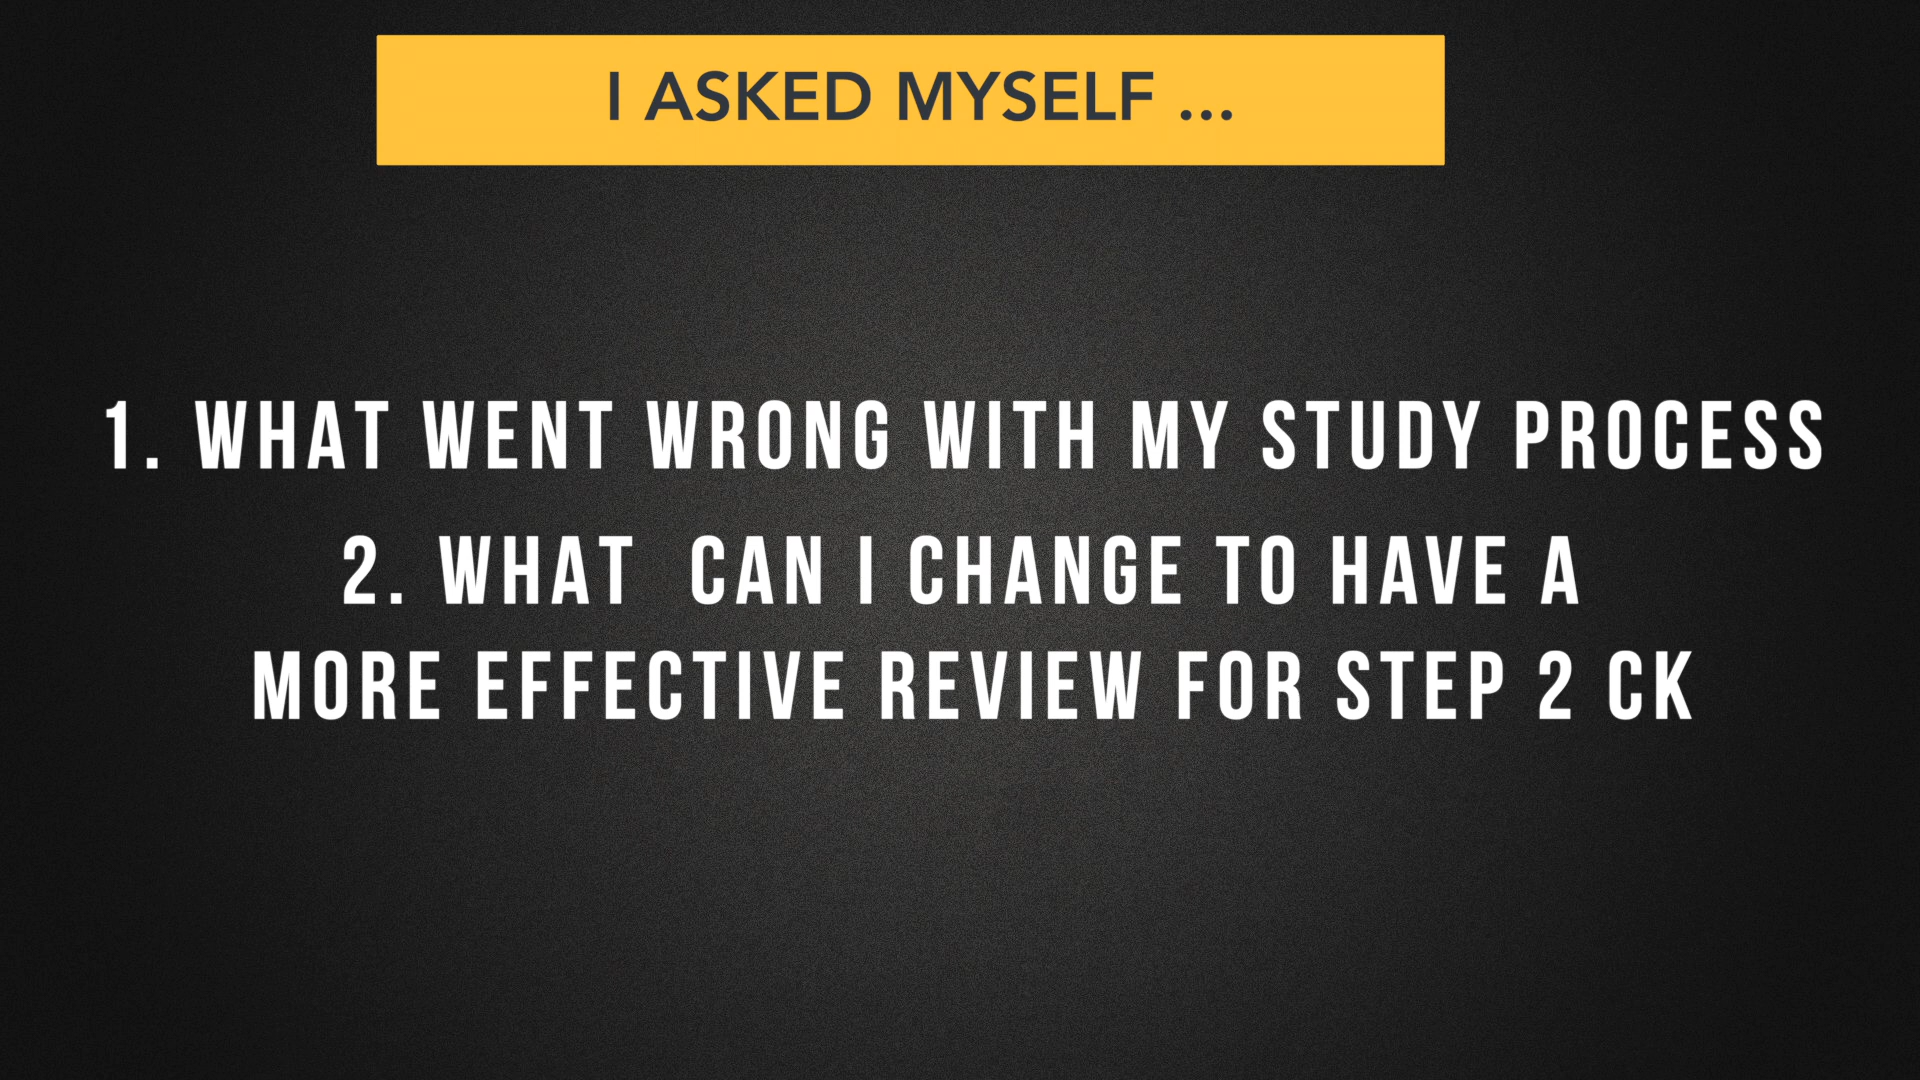 I ASKED MYSELF ...
1. WHAT WENT WRONG WITH MY STUDY PROCESS
2. WHAT CAN I CHANGE TO HAVE A
MORE EFFECTIVE REVIEW FOR STEP 2 CK